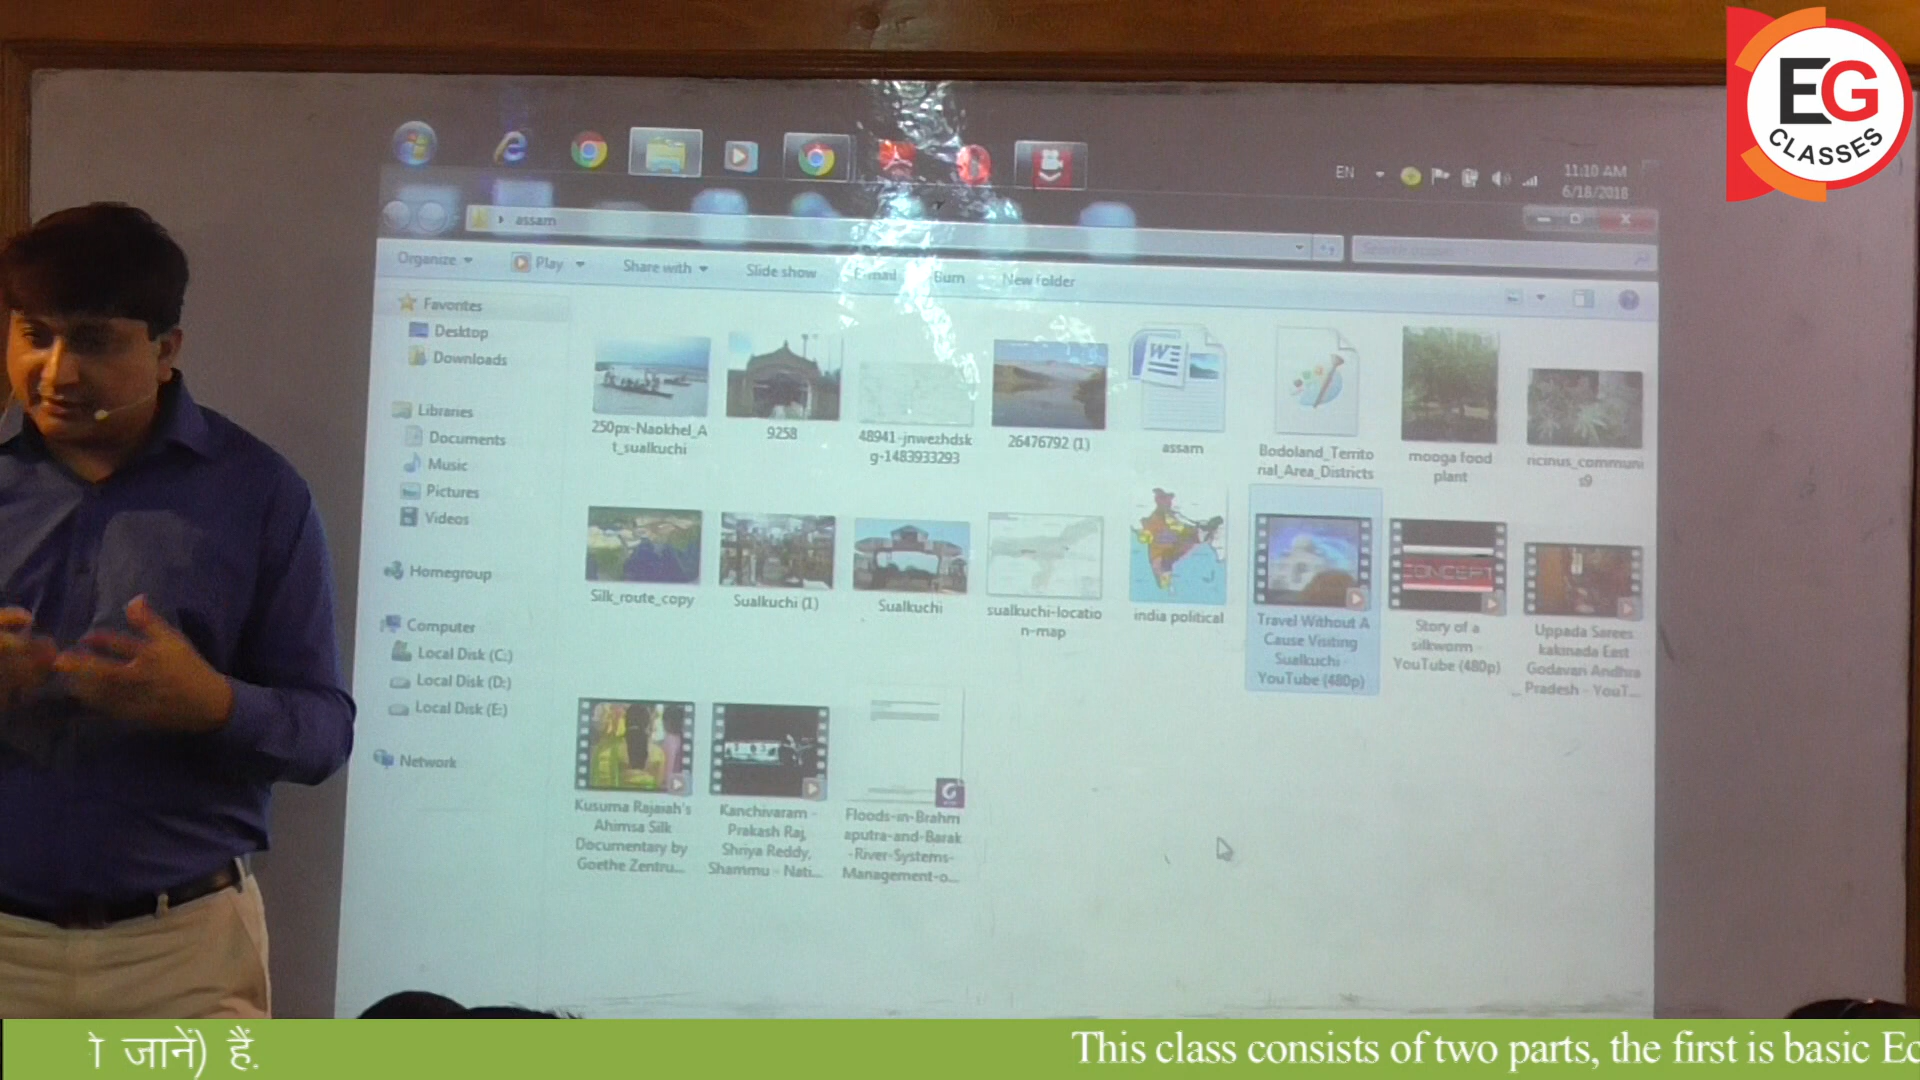 EG
CLASSES
EN
11:10 AM
6/18/2018
assam
Organize
Play
Share with
Slide show
E-mail
Burn
New folder
Favorites
Desktop
Downloads
Libraries
Documents
Music
Pictures
Videos
Homegroup
Computer
Local Disk (C:)
Local Disk (D:)
Local Disk (E:)
Network
250px-Naokhel_A
t_sualkuchi
9258
48941-jnwezhdsk
g-1483933293
26476792 (1)
assam
Bodoland_Territo
rial_Area_Districts
mooga food
plant
ricinus_communi
s9
Silk_route_copy
Sualkuchi (1)
Sualkuchi
sualkuchi-locatio
n-map
india political
Travel Without A
Cause Visiting
Sualkuchi -
YouTube (480p)
CONCEPT
Story of a
silkworm -
YouTube (480p)
Uppada Sarees
kakinada East
Godavari Andhra
Pradesh - YouT...
Kusuma Rajaiah's
Ahimsa Silk
Documentary by
Goethe Zentru...
Kanchivaram -
Prakash Raj,
Shriya Reddy,
Shammu - Nati...
Floods-in-Brahm
aputra-and-Barak
-River-Systems-
Management-o...
ो जानें) हैं.
This class consists of two parts, the first is basic Ec